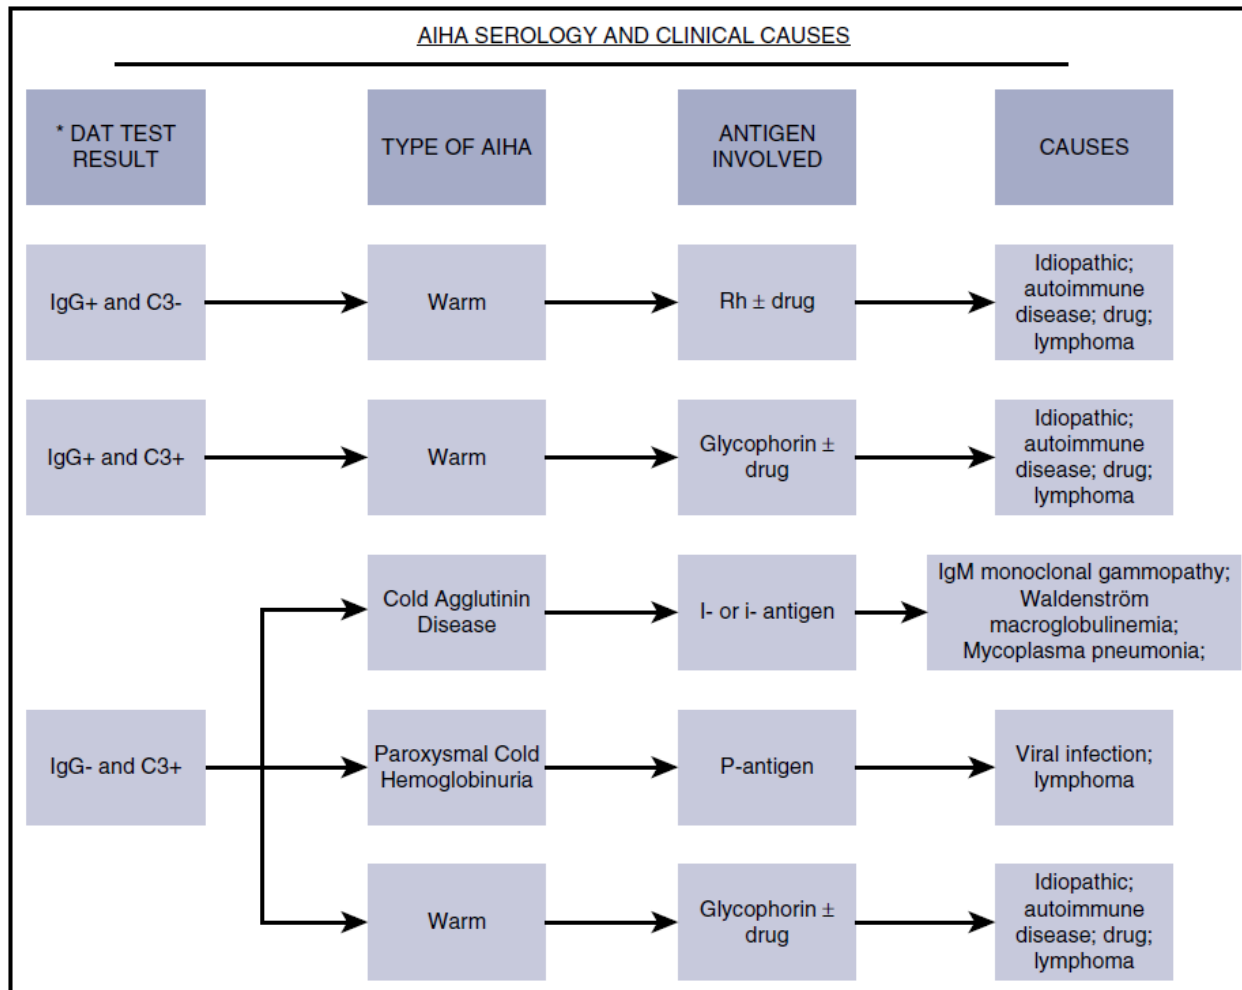 AIHA SEROLOGY AND CLINICAL CAUSES
* DAT TEST
RESULT
TYPE OF AIHA
ANTIGEN
INVOLVED
CAUSES
IgG+ and C3-
Warm
Rh ± drug
Idiopathic;
autoimmune
disease; drug;
lymphoma
IgG+ and C3+
Warm
Glycophorin ±
drug
Idiopathic;
autoimmune
disease; drug;
lymphoma
IgG- and C3+
Cold Agglutinin
Disease
I- or i- antigen
IgM monoclonal gammopathy;
Waldenström
macroglobulinemia;
Mycoplasma pneumonia;
Paroxysmal Cold
Hemoglobinuria
P-antigen
Viral infection;
lymphoma
Warm
Glycophorin ±
drug
Idiopathic;
autoimmune
disease; drug;
lymphoma